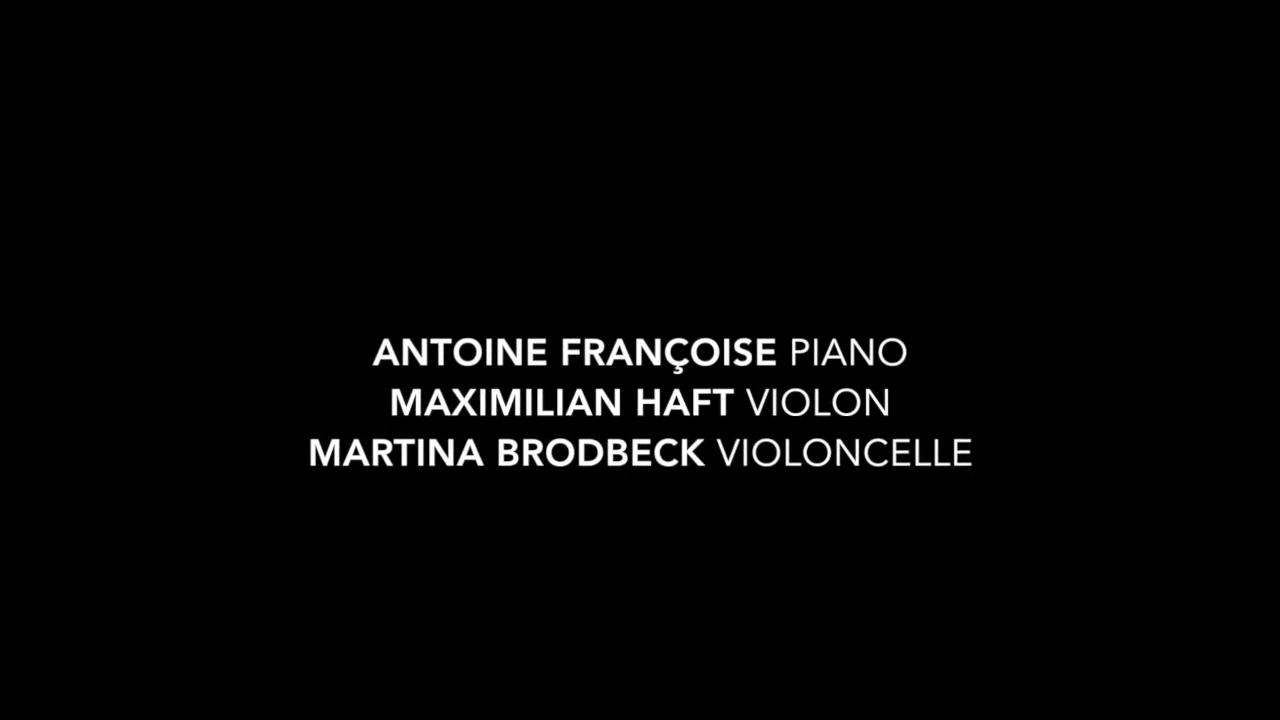 ANTOINE FRANÇOISE PIANO
MAXIMILIAN HAFT VIOLON
MARTINA BRODBECK VIOLONCELLE